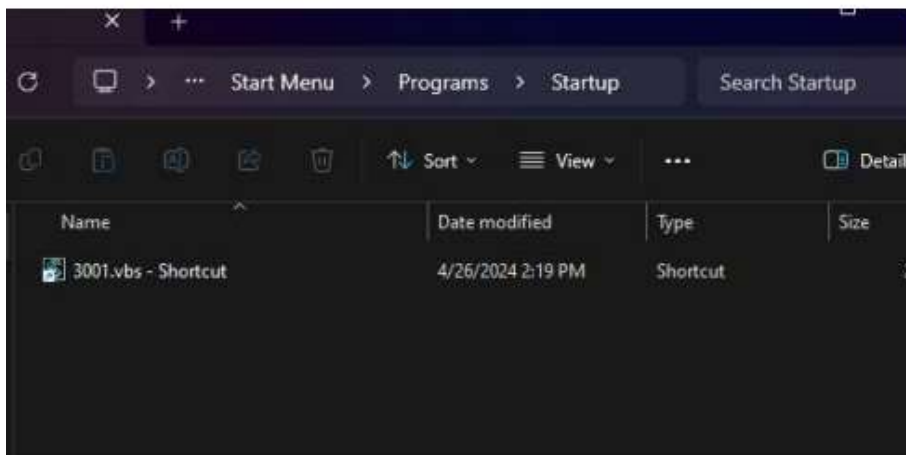 Start Menu > Programs > Startup
Search Startup
Sort
View
...
Detail
Name
Date modified
Type
Size
3001.vbs - Shortcut
4/26/2024 2:19 PM
Shortcut